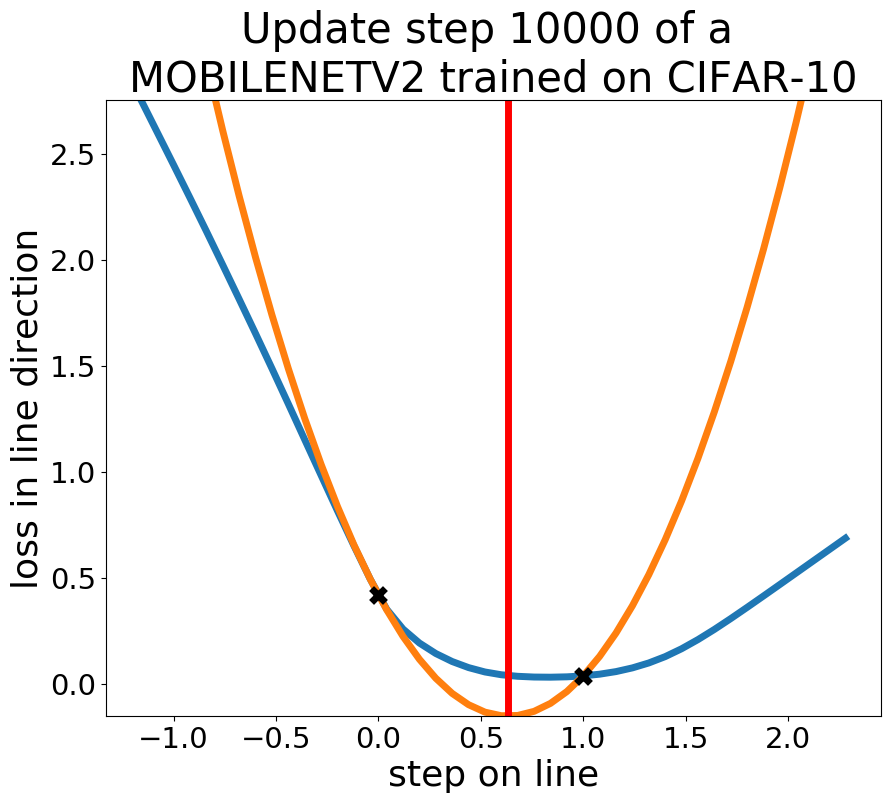 Update step 10000 of a
MOBILENETV2 trained on CIFAR-10
loss in line direction
2.5
2.0
1.5
1.0
0.5
0.0
−1.0 −0.5 0.0 0.5 1.0 1.5 2.0
step on line